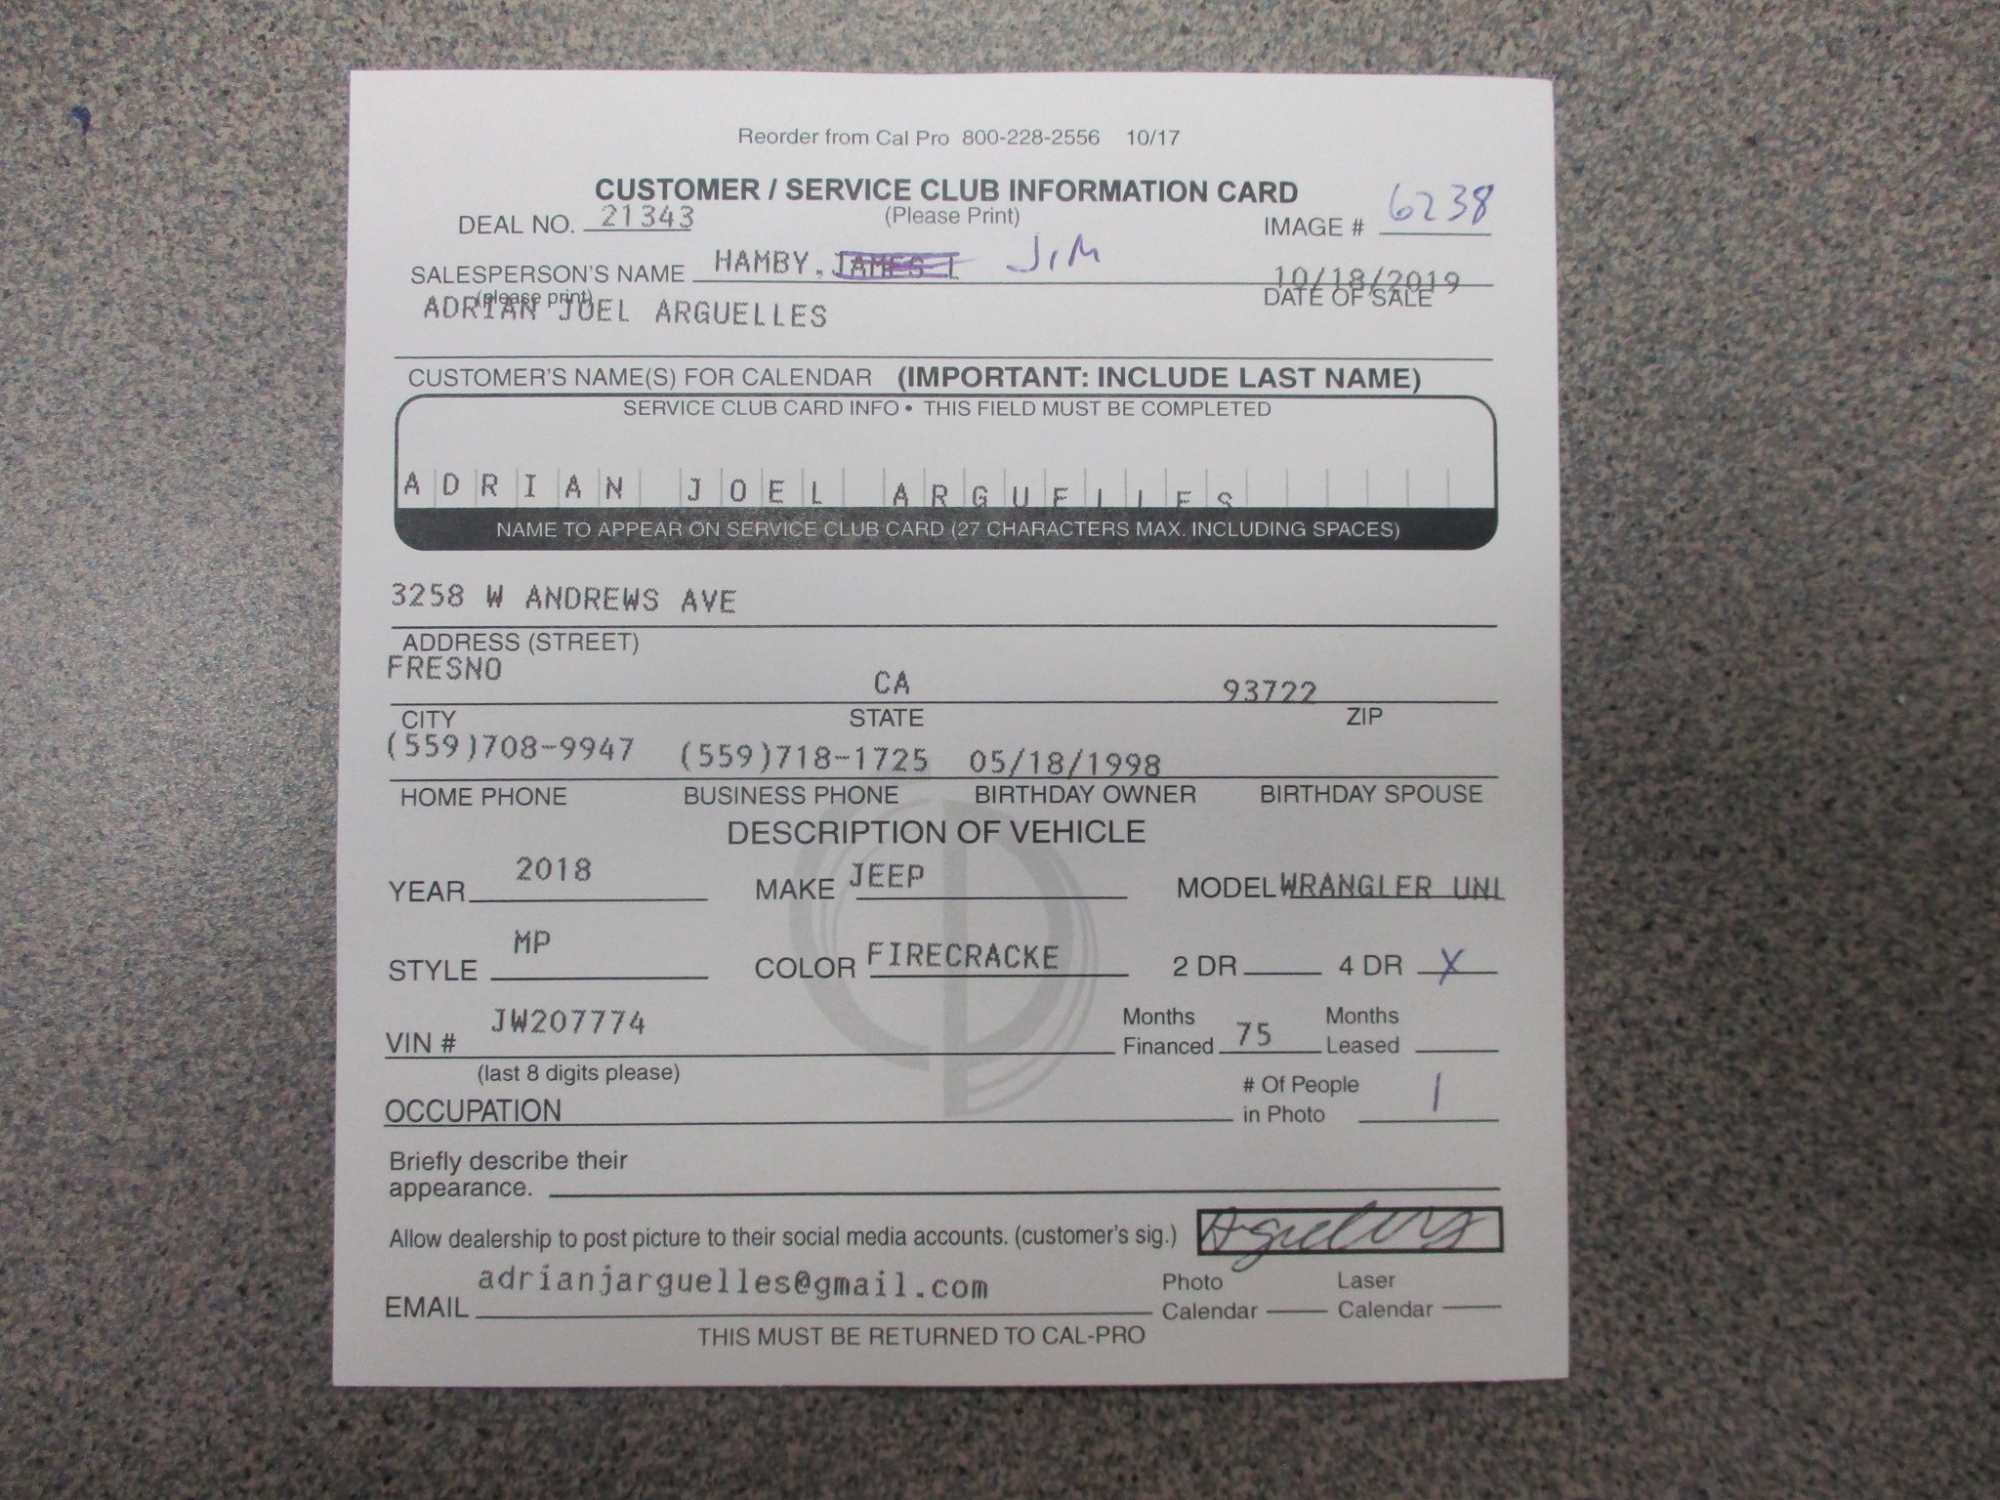 Reorder from Cal Pro 800-228-2556 10/17
CUSTOMER / SERVICE CLUB INFORMATION CARD
DEAL NO. 21343 (Please Print) IMAGE # 6238
SALESPERSON'S NAME HAMBY, JAMES I JIM 10/18/2019
(please print) DATE OF SALE
ADRIAN JOEL ARGUELLES
CUSTOMER'S NAME(S) FOR CALENDAR (IMPORTANT: INCLUDE LAST NAME)
SERVICE CLUB CARD INFO • THIS FIELD MUST BE COMPLETED
ADRIAN JOEL ARGUELLES
NAME TO APPEAR ON SERVICE CLUB CARD (27 CHARACTERS MAX. INCLUDING SPACES)
3258 W ANDREWS AVE
ADDRESS (STREET)
FRESNO CA 93722
CITY STATE ZIP
(559)708-9947 (559)718-1725 05/18/1998
HOME PHONE BUSINESS PHONE BIRTHDAY OWNER BIRTHDAY SPOUSE
DESCRIPTION OF VEHICLE
YEAR 2018 MAKE JEEP MODEL WRANGLER UNL
STYLE MP COLOR FIRECRACKE 2 DR 4 DR X
VIN # JW207774 Months Financed 75 Months Leased
(last 8 digits please)
OCCUPATION # Of People in Photo 1
Briefly describe their
appearance.
Allow dealership to post picture to their social media accounts. (customer's sig.)
EMAIL adrianjarguelles@gmail.com Photo Calendar Laser Calendar
THIS MUST BE RETURNED TO CAL-PRO